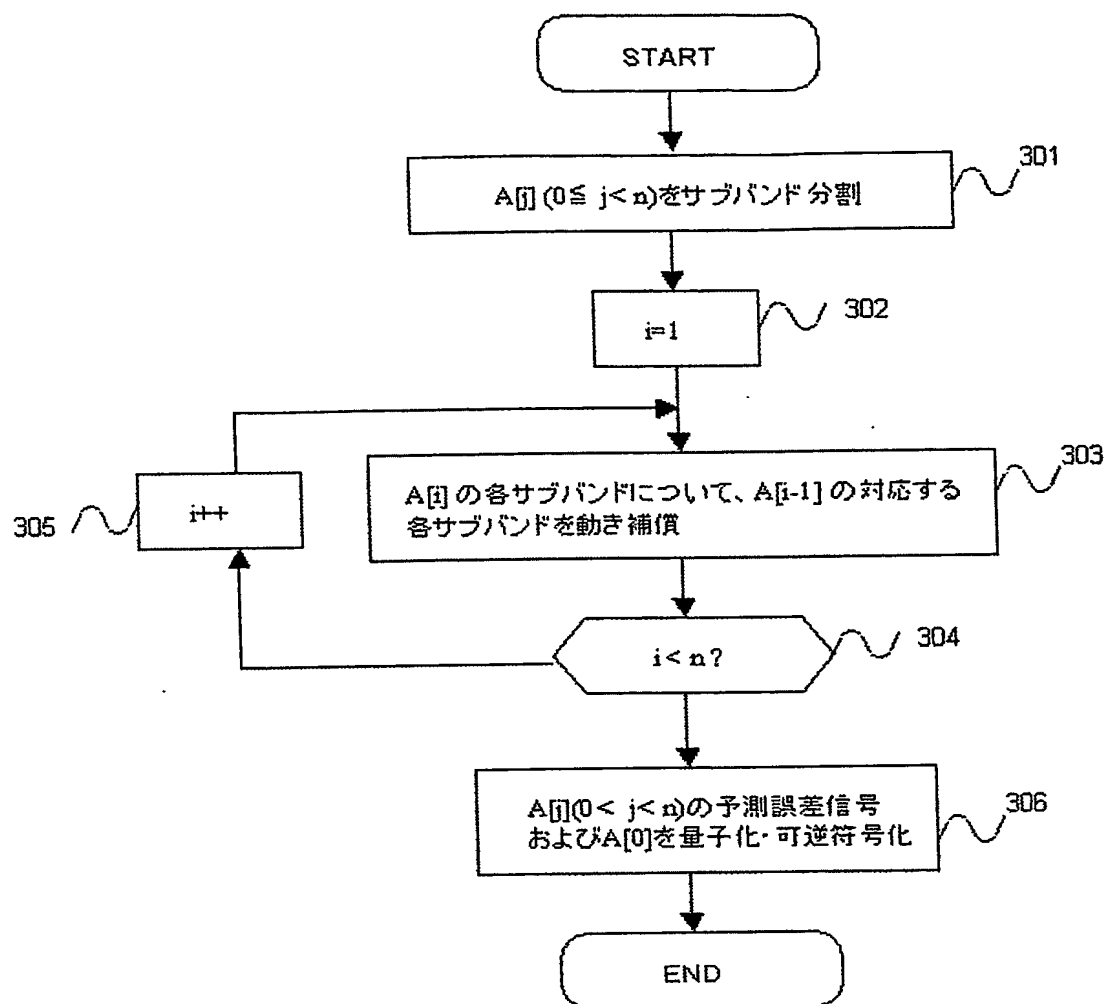 START
A[j] (0≦ j< n)をサブバンド分割
301
i=1
302
A[i] の各サブバンドについて、A[i-1] の対応する
各サブバンドを動き補償
303
i++
305
i< n?
304
A[j](0< j< n)の予測誤差信号
およびA[0]を量子化・可逆符号化
306
END